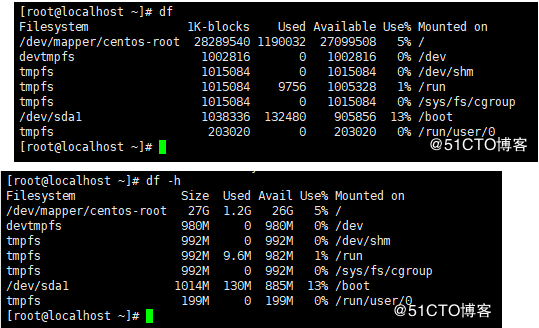 [root@localhost ~]# df
Filesystem 1K-blocks Used Available Use% Mounted on
/dev/mapper/centos-root 28289540 1190032 27099508 5% /
devtmpfs 1002816 0 1002816 0% /dev
tmpfs 1015084 0 1015084 0% /dev/shm
tmpfs 1015084 9756 1005328 1% /run
tmpfs 1015084 0 1015084 0% /sys/fs/cgroup
/dev/sda1 1038336 132480 905856 13% /boot
tmpfs 203020 0 203020 0% /run/user/0
[root@localhost ~]#
@51CTO博客
[root@localhost ~]# df -h
Filesystem Size Used Avail Use% Mounted on
/dev/mapper/centos-root 27G 1.2G 26G 5% /
devtmpfs 980M 0 980M 0% /dev
tmpfs 992M 0 992M 0% /dev/shm
tmpfs 992M 9.6M 982M 1% /run
tmpfs 992M 0 992M 0% /sys/fs/cgroup
/dev/sda1 1014M 130M 885M 13% /boot
tmpfs 199M 0 199M 0% /run/user/0
[root@localhost ~]#
@51CTO博客